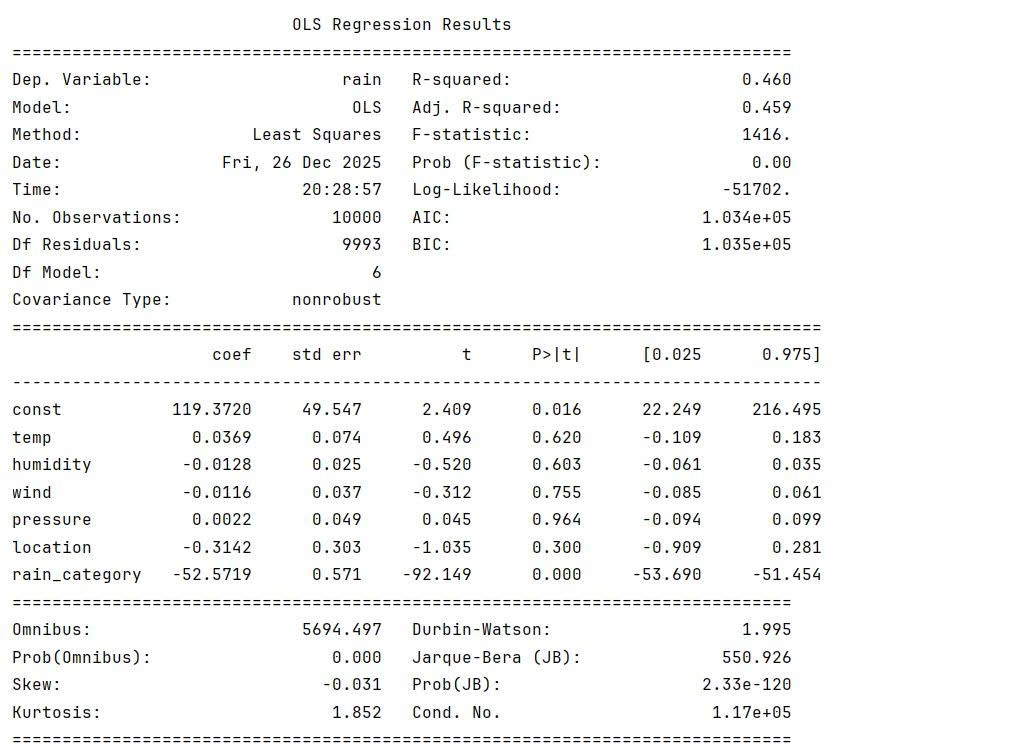 OLS Regression Results
==============================================================================
Dep. Variable:                   rain   R-squared:                       0.460
Model:                            OLS   Adj. R-squared:                  0.459
Method:                 Least Squares   F-statistic:                     1416.
Date:                Fri, 26 Dec 2025   Prob (F-statistic):               0.00
Time:                        20:28:57   Log-Likelihood:                -51702.
No. Observations:               10000   AIC:                         1.034e+05
Df Residuals:                    9993   BIC:                         1.035e+05
Df Model:                           6
Covariance Type:            nonrobust
=================================================================================
                    coef    std err          t      P>|t|      [0.025      0.975]
---------------------------------------------------------------------------------
const           119.3720     49.547      2.409      0.016      22.249     216.495
temp              0.0369      0.074      0.496      0.620      -0.109       0.183
humidity         -0.0128      0.025     -0.520      0.603      -0.061       0.035
wind             -0.0116      0.037     -0.312      0.755      -0.085       0.061
pressure          0.0022      0.049      0.045      0.964      -0.094       0.099
location         -0.3142      0.303     -1.035      0.300      -0.909       0.281
rain_category   -52.5719      0.571    -92.149      0.000     -53.690     -51.454
==============================================================================
Omnibus:                     5694.497   Durbin-Watson:                   1.995
Prob(Omnibus):                  0.000   Jarque-Bera (JB):              550.926
Skew:                          -0.031   Prob(JB):                    2.33e-120
Kurtosis:                       1.852   Cond. No.                     1.17e+05
==============================================================================